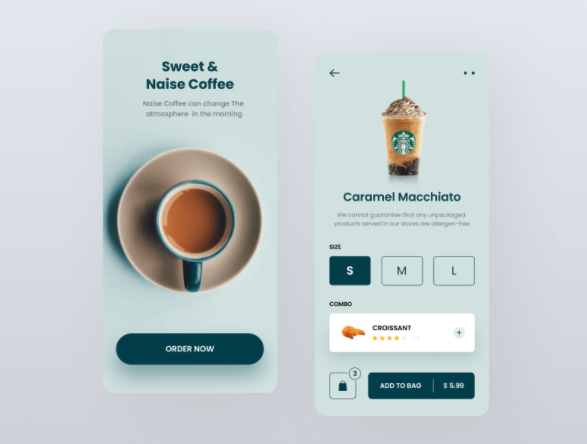 Sweet &
Naise Coffee
Naise Coffee can change The
atmosphere in the morning
ORDER NOW
Caramel Macchiato
We cannot guarantee that any unpackaged
products served in our stores are allergen-free
SIZE
S M L
COMBO
CROISSANT
+
3
ADD TO BAG $ 5.99